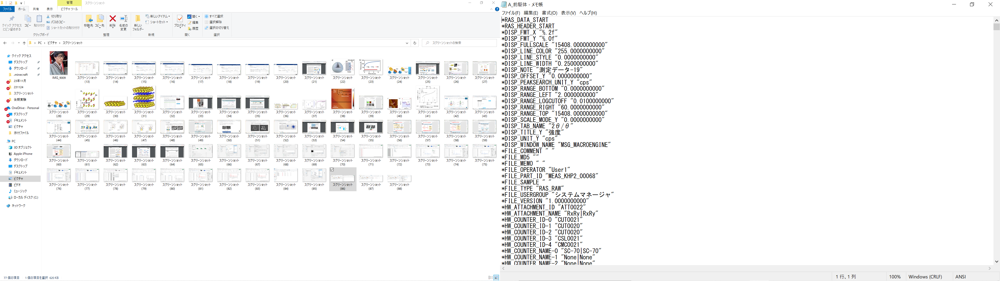 管理
スクリーンショット
ファイル
ホーム
共有
表示
ピクチャ ツール
クイック アクセス
にピン留めする
コピー
貼り付け
切り取り
パスのコピー
ショートカットの貼り付け
クリップボード
移動先
コピー先
削除
名前の
変更
整理
新しい
フォルダー
新しいアイテム
ショートカット
新規
プロパティ
開く
編集
履歴
開く
すべて選択
選択解除
選択の切り替え
選択
PC › ピクチャ › スクリーンショット
スクリーンショットの検索
クイック アクセス
デスクトップ
ダウンロード
.minecraft
23年11月
231124
スクリーンショット
後期実験
OneDrive - Personal
デスクトップ
ドキュメント
ピクチャ
添付ファイル
PC
3D オブジェクト
Apple iPhone
ダウンロード
デスクトップ
ドキュメント
ピクチャ
ビデオ
ミュージック
ローカル ディスク (C:)
ネットワーク
IMG_9009
スクリーンショット (13)
スクリーンショット (14)
スクリーンショット (15)
スクリーンショット (16)
スクリーンショット (17)
スクリーンショット (18)
スクリーンショット (19)
スクリーンショット (20)
スクリーンショット (21)
スクリーンショット (22)
スクリーンショット (23)
スクリーンショット (24)
スクリーンショット (25)
スクリーンショット (26)
スクリーンショット (27)
スクリーンショット (28)
スクリーンショット (29)
スクリーンショット (30)
スクリーンショット (31)
スクリーンショット (32)
スクリーンショット (33)
スクリーンショット (34)
スクリーンショット (35)
スクリーンショット (36)
スクリーンショット (37)
スクリーンショット (38)
スクリーンショット (39)
スクリーンショット (40)
スクリーンショット (41)
スクリーンショット (42)
スクリーンショット (43)
スクリーンショット (44)
スクリーンショット (45)
スクリーンショット (46)
スクリーンショット (47)
スクリーンショット (48)
スクリーンショット (49)
スクリーンショット (50)
スクリーンショット (51)
スクリーンショット (52)
スクリーンショット (53)
スクリーンショット (54)
スクリーンショット (55)
スクリーンショット (56)
スクリーンショット (57)
スクリーンショット (58)
スクリーンショット (59)
スクリーンショット (60)
スクリーンショット (61)
スクリーンショット (62)
スクリーンショット (63)
スクリーンショット (64)
スクリーンショット (65)
スクリーンショット (66)
スクリーンショット (67)
スクリーンショット (68)
スクリーンショット (69)
スクリーンショット (70)
スクリーンショット (71)
スクリーンショット (72)
スクリーンショット (73)
スクリーンショット (74)
スクリーンショット (75)
スクリーンショット (76)
スクリーンショット (77)
スクリーンショット (78)
スクリーンショット (79)
スクリーンショット (80)
スクリーンショット (81)
スクリーンショット (82)
スクリーンショット (83)
スクリーンショット (84)
スクリーンショット (85)
スクリーンショット (86)
スクリーンショット (87)
スクリーンショット (88)
77 個の項目
1 個の項目を選択 620 KB
A_前駆体 - メモ帳
ファイル(F) 編集(E) 書式(O) 表示(V) ヘルプ(H)
*RAS_DATA_START
*RAS_HEADER_START
*DISP_FMT_X "%.2f"
*DISP_FMT_Y "%.0f"
*DISP_FULLSCALE "15408.0000000000"
*DISP_LINE_COLOR "255.0000000000"
*DISP_LINE_STYLE "0.0000000000"
*DISP_LINE_WIDTH "0.2500000000"
*DISP_NOTE "測定データ-19"
*DISP_OFFSET_Y "0.0000000000"
*DISP_PEAKSEARCH_UNIT_Y "cps"
*DISP_RANGE_BOTTOM "0.0000000000"
*DISP_RANGE_LEFT "2.0000000000"
*DISP_RANGE_LOGCUTOFF "0.0100000000"
*DISP_RANGE_RIGHT "60.0000000000"
*DISP_RANGE_TOP "15408.0000000000"
*DISP_SCALE_MODE_Y "0.0000000000"
*DISP_TAB_NAME "2θ/θ"
*DISP_TITLE_Y "強度"
*DISP_UNIT_Y "cps"
*DISP_WINDOW_NAME "MSG_MACROENGINE"
*FILE_COMMENT " "
*FILE_MD5 ""
*FILE_MEMO " "
*FILE_OPERATOR "User1"
*FILE_PART_ID "MEAS_KHP2_00068"
*FILE_SAMPLE " "
*FILE_TYPE "RAS_RAW"
*FILE_USERGROUP "システムマネージャ"
*FILE_VERSION "1.0000000000"
*HW_ATTACHMENT_ID "ATT0022"
*HW_ATTACHMENT_NAME "RxRy|RxRy"
*HW_COUNTER_ID-0 "CUT0021"
*HW_COUNTER_ID-1 "CUT0020"
*HW_COUNTER_ID-2 "CUT0020"
*HW_COUNTER_ID-3 "CSL0021"
*HW_COUNTER_ID-4 "CMC0021"
*HW_COUNTER_NAME-0 "SC-70|SC-70"
*HW_COUNTER_NAME-1 "None|None"
*HW_COUNTER_NAME-2 "None|None"
1 行、1 列
100%
Windows (CRLF)
ANSI